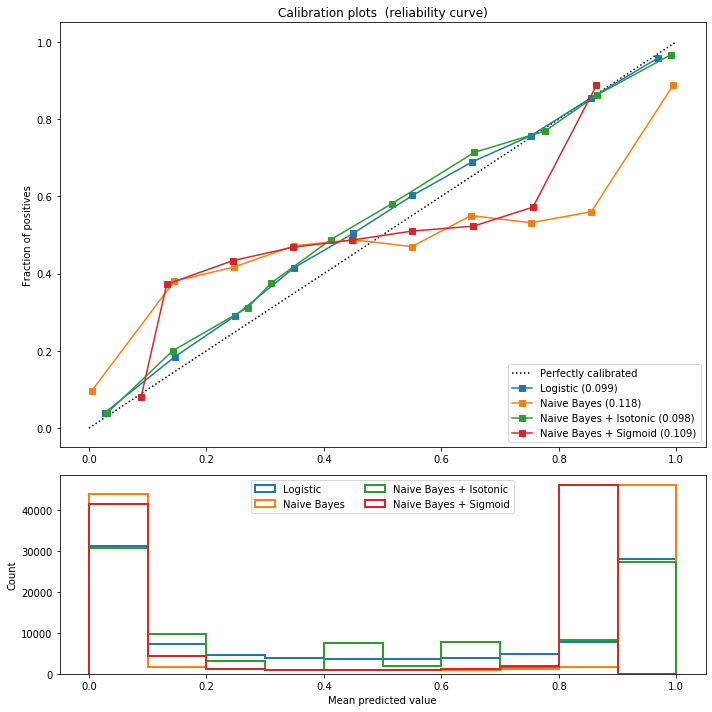 Calibration plots  (reliability curve)
1.0
0.8
0.6
0.4
0.2
0.0
Fraction of positives
Perfectly calibrated
Logistic (0.099)
Naive Bayes (0.118)
Naive Bayes + Isotonic (0.098)
Naive Bayes + Sigmoid (0.109)
0.0 0.2 0.4 0.6 0.8 1.0
Logistic Naive Bayes + Isotonic
Naive Bayes Naive Bayes + Sigmoid
40000
30000
20000
10000
0
Count
0.0 0.2 0.4 0.6 0.8 1.0
Mean predicted value